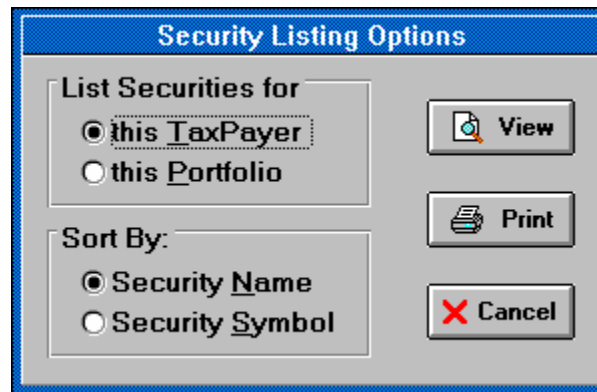 Security Listing Options
List Securities for
this TaxPayer
this Portfolio
View
Print
Sort By:
Security Name
Security Symbol
Cancel